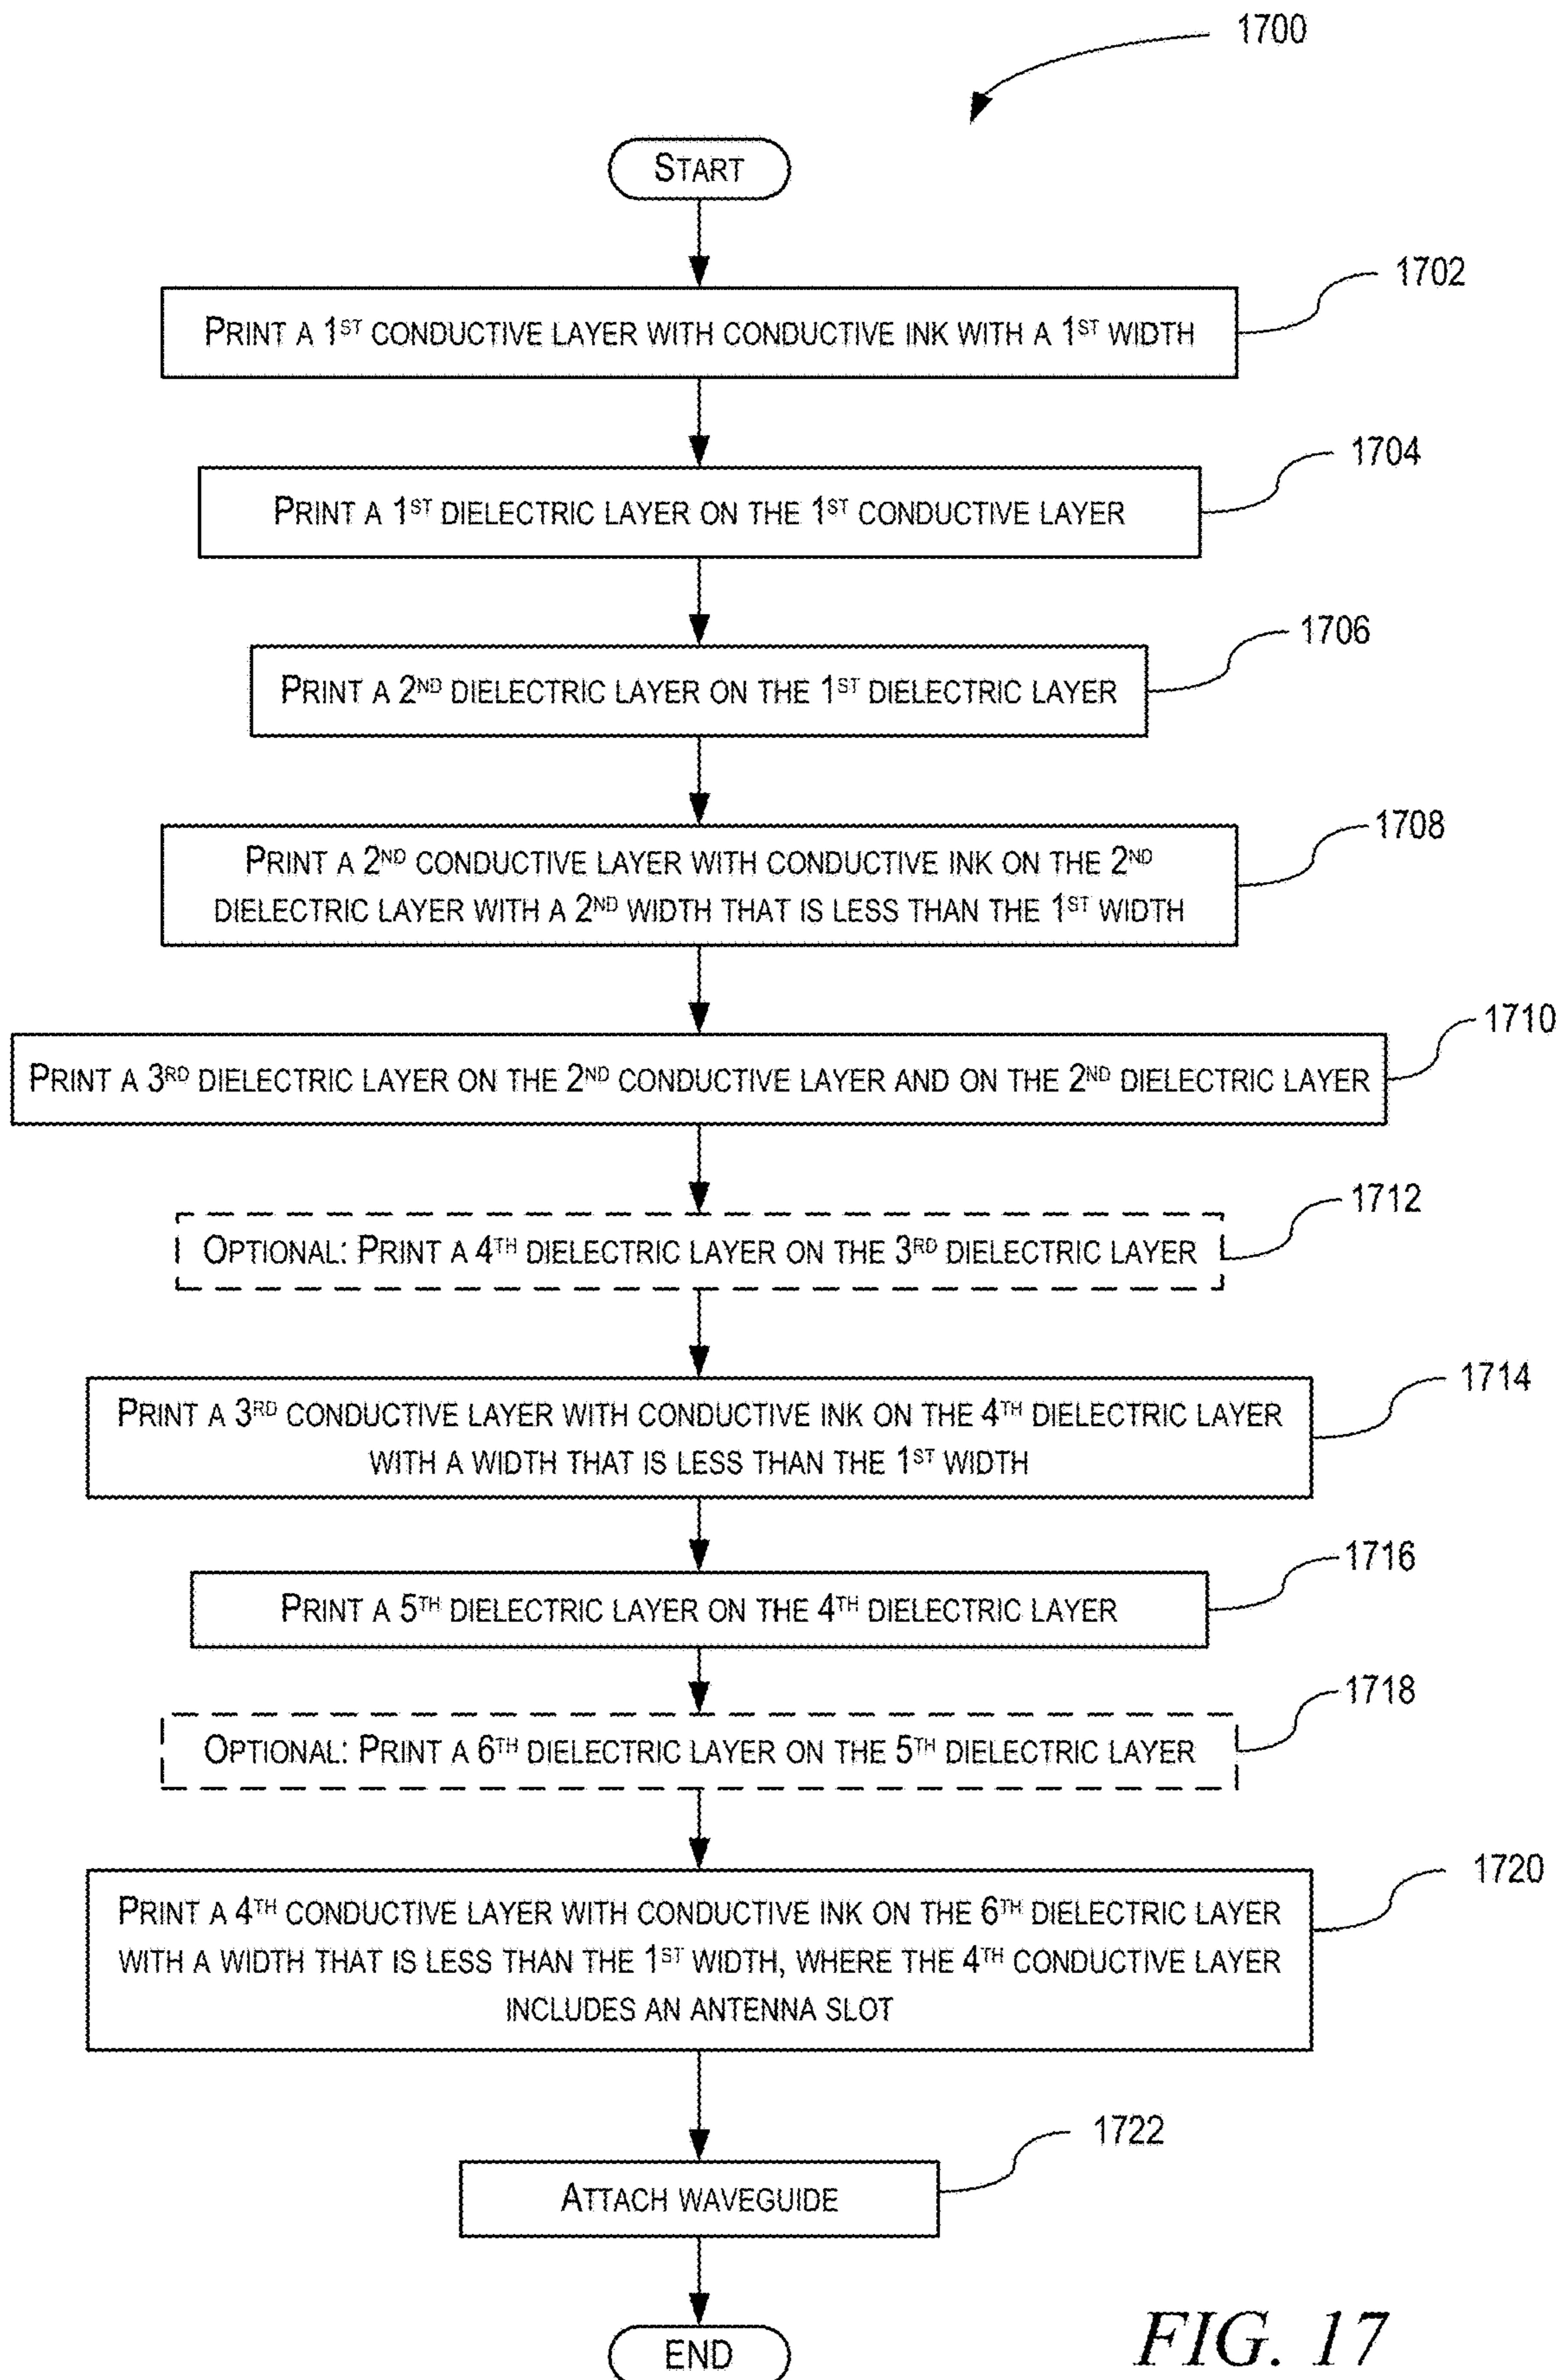 1700
START
1702
PRINT A 1ST CONDUCTIVE LAYER WITH CONDUCTIVE INK WITH A 1ST WIDTH
1704
PRINT A 1ST DIELECTRIC LAYER ON THE 1ST CONDUCTIVE LAYER
1706
PRINT A 2ND DIELECTRIC LAYER ON THE 1ST DIELECTRIC LAYER
1708
PRINT A 2ND CONDUCTIVE LAYER WITH CONDUCTIVE INK ON THE 2ND
DIELECTRIC LAYER WITH A 2ND WIDTH THAT IS LESS THAN THE 1ST WIDTH
1710
PRINT A 3RD DIELECTRIC LAYER ON THE 2ND CONDUCTIVE LAYER AND ON THE 2ND DIELECTRIC LAYER
1712
OPTIONAL: PRINT A 4TH DIELECTRIC LAYER ON THE 3RD DIELECTRIC LAYER
1714
PRINT A 3RD CONDUCTIVE LAYER WITH CONDUCTIVE INK ON THE 4TH DIELECTRIC LAYER
WITH A WIDTH THAT IS LESS THAN THE 1ST WIDTH
1716
PRINT A 5TH DIELECTRIC LAYER ON THE 4TH DIELECTRIC LAYER
1718
OPTIONAL: PRINT A 6TH DIELECTRIC LAYER ON THE 5TH DIELECTRIC LAYER
1720
PRINT A 4TH CONDUCTIVE LAYER WITH CONDUCTIVE INK ON THE 6TH DIELECTRIC LAYER
WITH A WIDTH THAT IS LESS THAN THE 1ST WIDTH, WHERE THE 4TH CONDUCTIVE LAYER
INCLUDES AN ANTENNA SLOT
1722
ATTACH WAVEGUIDE
END
FIG. 17